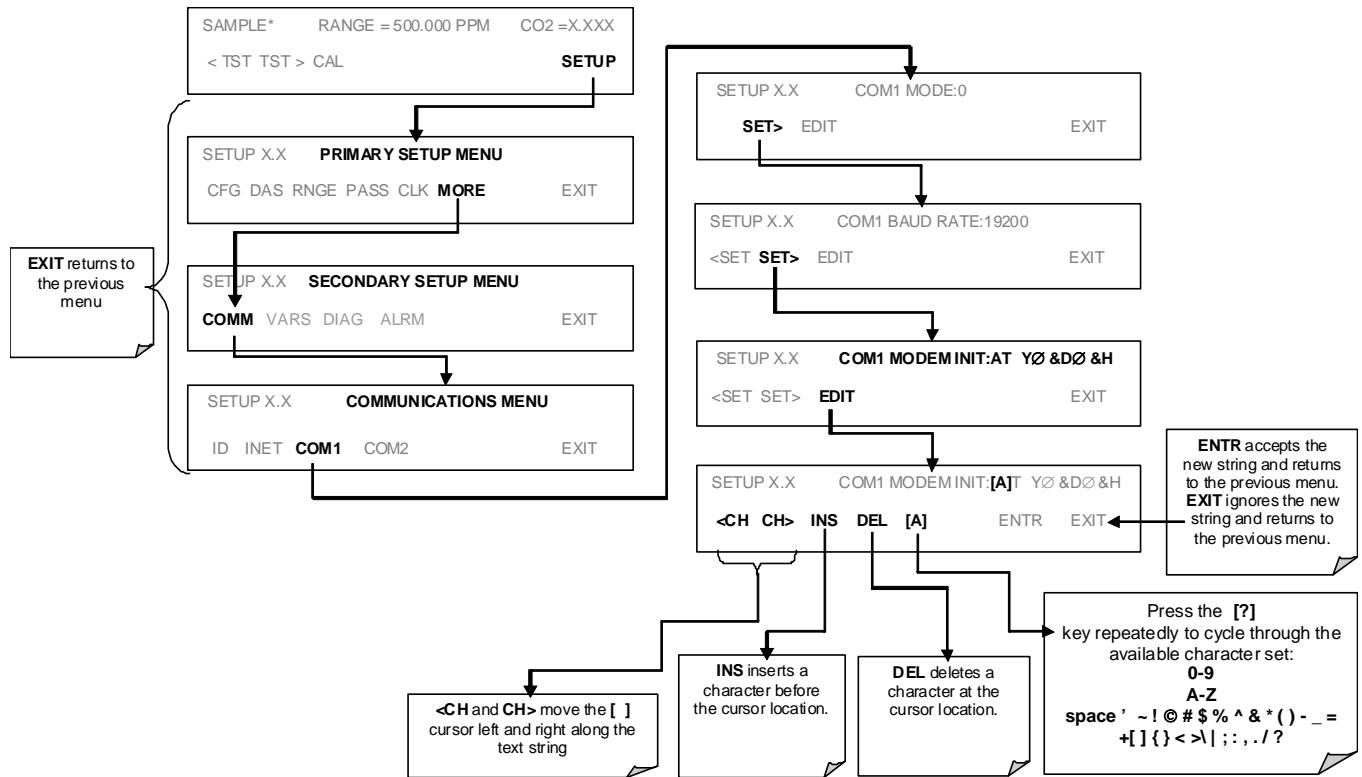 SAMPLE* RANGE = 500.000 PPM CO2 =X.XXX
< TST TST > CAL SETUP
SETUP X.X PRIMARY SETUP MENU
CFG DAS RNGE PASS CLK MORE EXIT
EXIT returns to
the previous
menu
SETUP X.X SECONDARY SETUP MENU
COMM VARS DIAG ALRM EXIT
SETUP X.X COMMUNICATIONS MENU
ID INET COM1 COM2 EXIT
SETUP X.X COM1 MODE:0
SET> EDIT EXIT
SETUP X.X COM1 BAUD RATE:19200
<SET SET> EDIT EXIT
SETUP X.X COM1 MODEM INIT:AT YØ &DØ &H
<SET SET> EDIT EXIT
SETUP X.X COM1 MODEM INIT:[A]T YØ &DØ &H
<CH CH> INS DEL [A] ENTR EXIT
ENTR accepts the
new string and returns
to the previous menu.
EXIT ignores the new
string and returns to
the previous menu.
<CH and CH> move the [ ]
cursor left and right along the
text string
INS inserts a
character before
the cursor location.
DEL deletes a
character at the
cursor location.
Press the [?]
key repeatedly to cycle through the
available character set:
0-9
A-Z
space ' ~ ! © # $ % ^ & * ( ) - _ =
+[ ] { } < >\ | ; : , . / ?